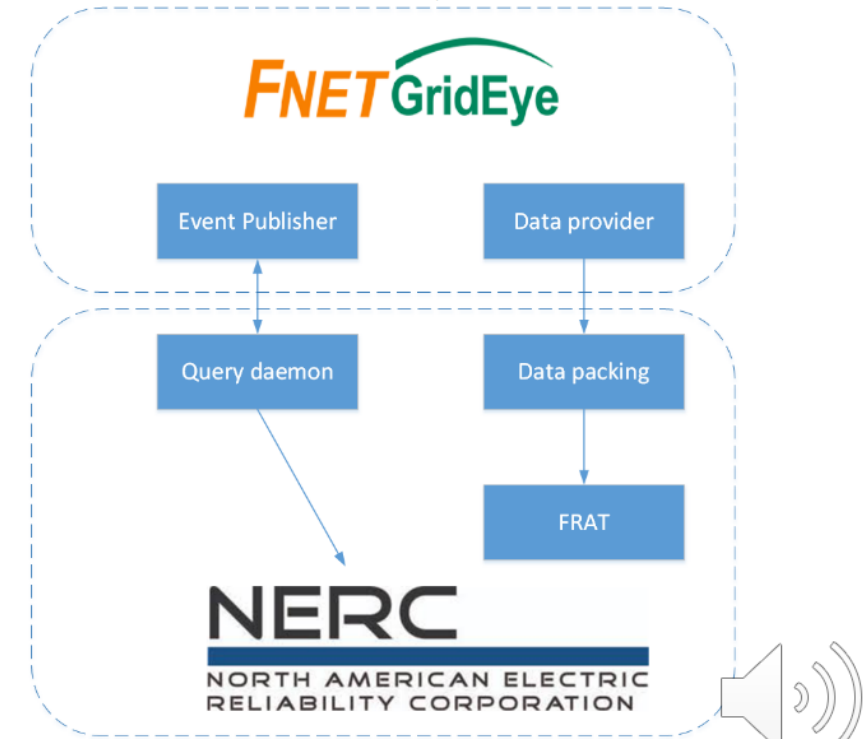 FNET GridEye
Event Publisher
Data provider
Query daemon
Data packing
FRAT
NERC
NORTH AMERICAN ELECTRIC
RELIABILITY CORPORATION